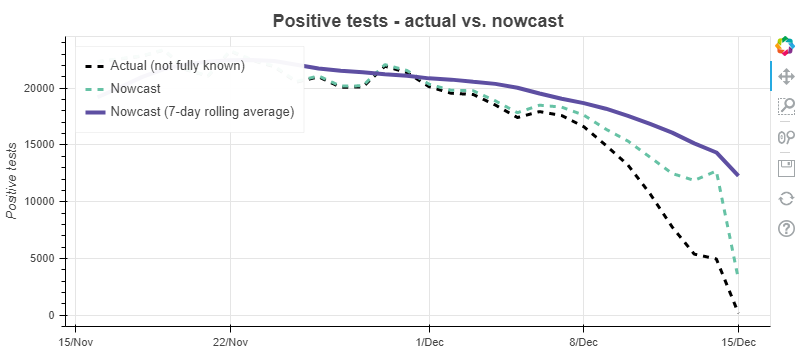 Positive tests - actual vs. nowcast
Actual (not fully known)
Nowcast
Nowcast (7-day rolling average)
Positive tests
20000
15000
10000
5000
0
15/Nov
22/Nov
1/Dec
8/Dec
15/Dec